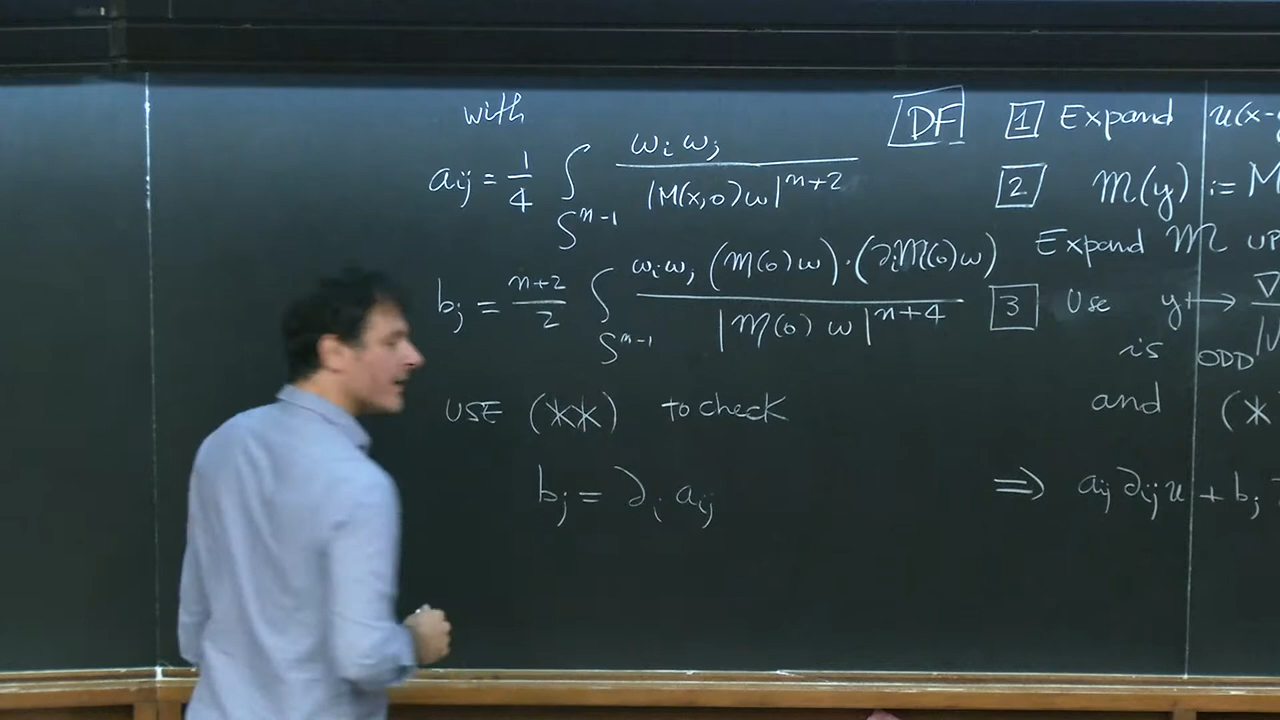 with
a_ij = 1/4 ∫_{S^{n-1}} ω_i ω_j / |M(x,0)ω|^{n+2}
b_j = n+2/2 ∫_{S^{n-1}} ω_i ω_j (M(0)ω)·(∂_i M(0)ω) / |M(0)ω|^{n+4}
USE (**) to check
b_j = ∂_i a_ij
DF 1 Expand u(x-
2 M(y) := M
Expand M UP
3 Use y ↦ ∇
is ODD
and (*
⇒ a_ij ∂_ij u + b_j